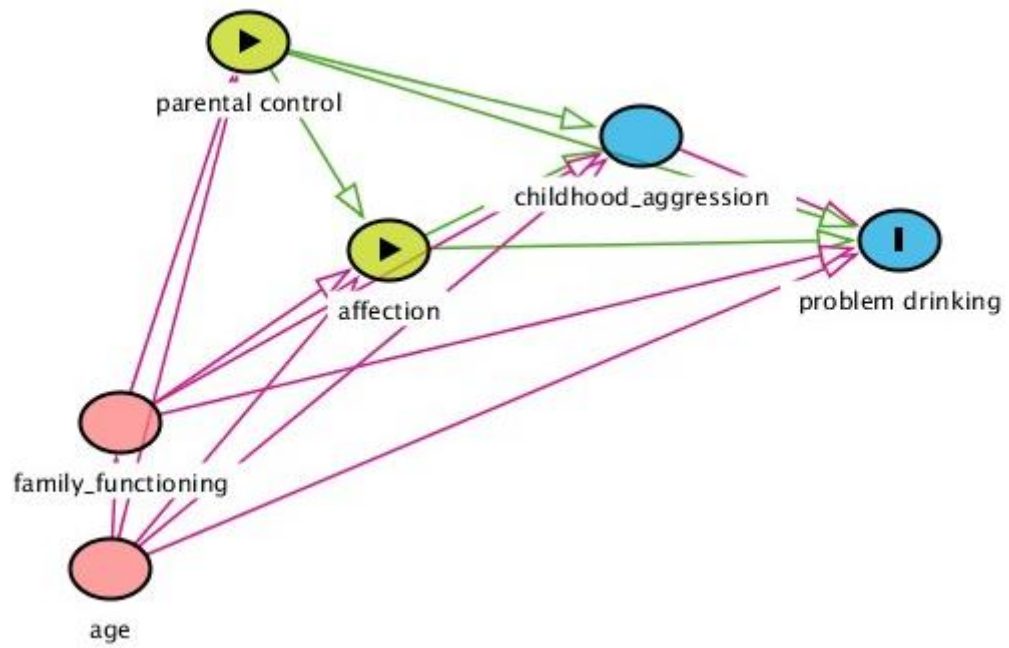 parental control
childhood_aggression
affection
problem drinking
family_functioning
age